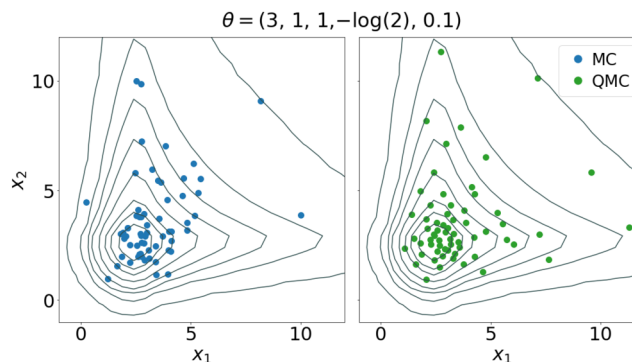 θ = (3, 1, 1,−log(2), 0.1)
MC
QMC
10
5
0
x₂
0 5 10 0 5 10
x₁ x₁